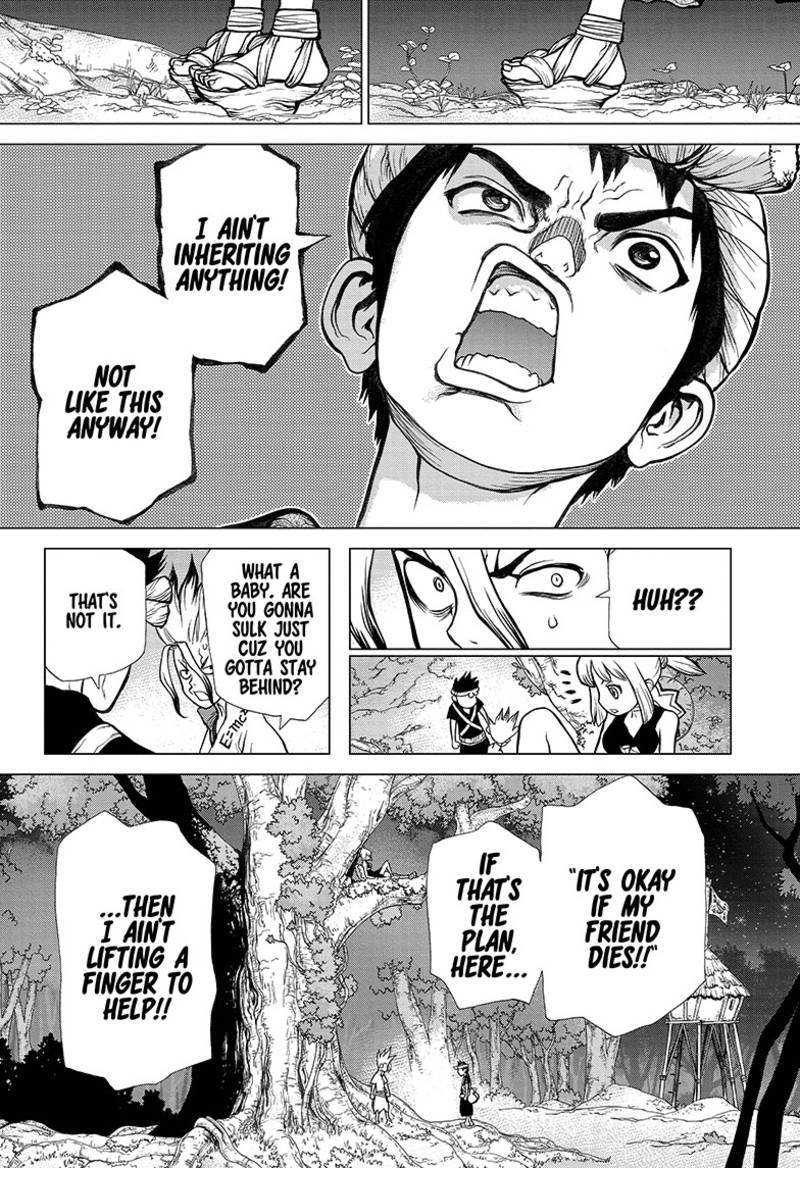 I AIN'T
INHERITING
ANYTHING!
NOT
LIKE THIS
ANYWAY!
HUH??
WHAT A
BABY. ARE
YOU GONNA
SULK JUST
CUZ YOU
GOTTA STAY
BEHIND?
E=mc²
THAT'S
NOT IT.
"IT'S OKAY
IF MY
FRIEND
DIES!!"
IF
THAT'S
THE
PLAN,
HERE...
...THEN
I AIN'T
LIFTING A
FINGER TO
HELP!!